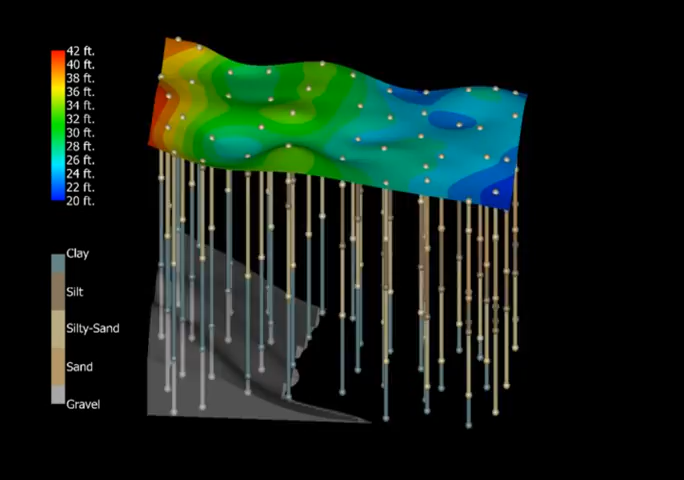 42 ft.
40 ft.
38 ft.
36 ft.
34 ft.
32 ft.
30 ft.
28 ft.
26 ft.
24 ft.
22 ft.
20 ft.
Clay
Silt
Silty-Sand
Sand
Gravel